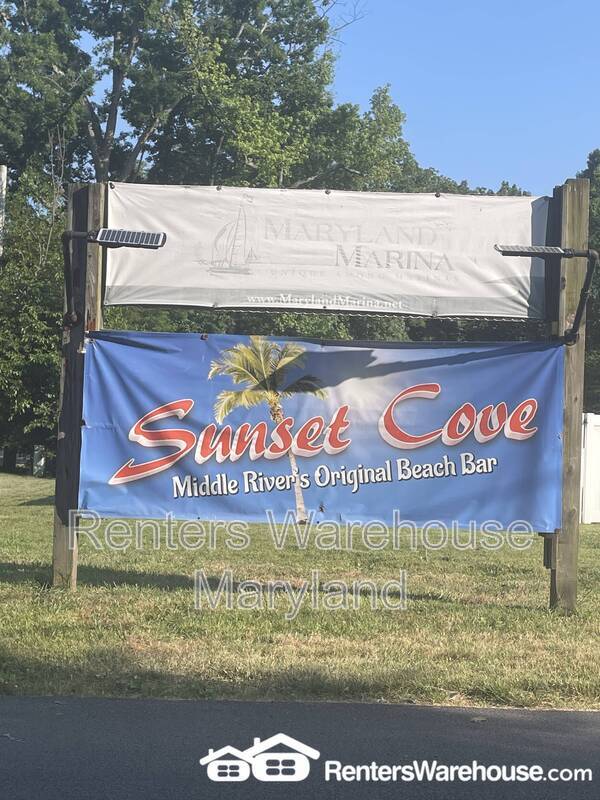 MARYLAND
MARINA
www.MarylandMarina.net
Sunset Cove
Middle River's Original Beach Bar
Renters Warehouse
Maryland
RentersWarehouse.com